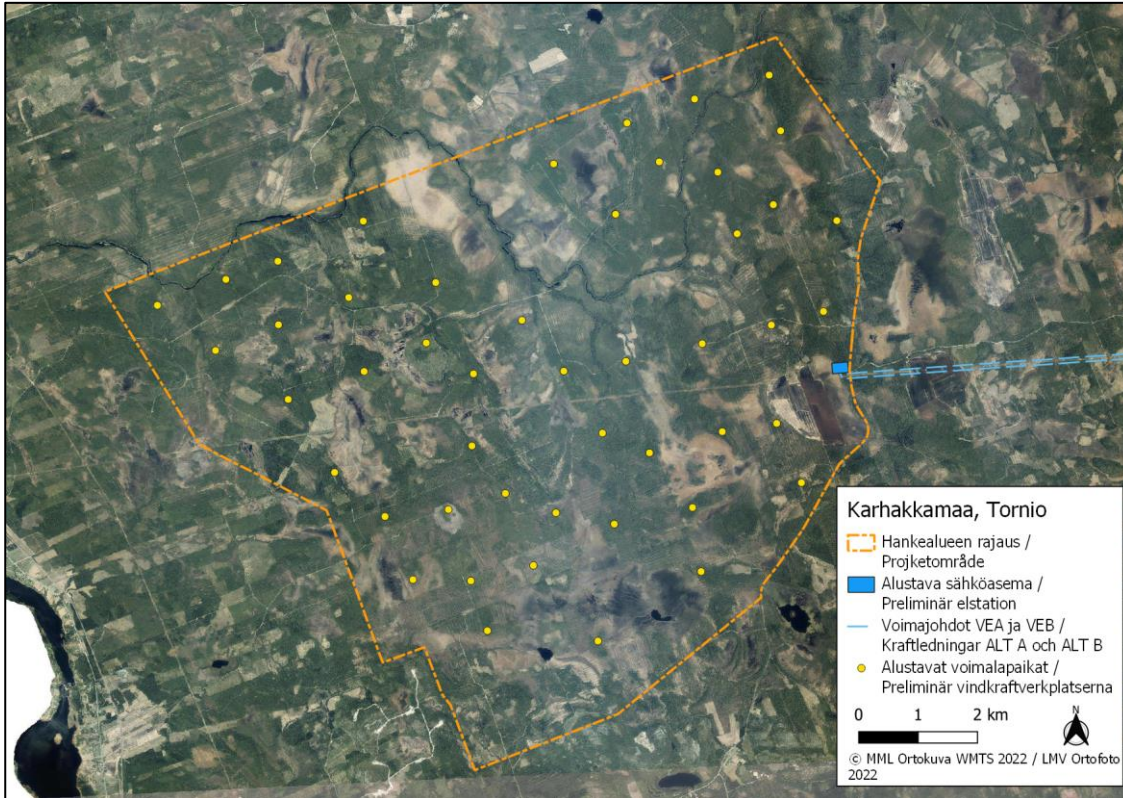 Karhakkamaa, Tornio
Hankealueen rajaus /
Projketområde
Alustava sähköasema /
Preliminär elstation
Voimajohdot VEA ja VEB /
Kraftledningar ALT A och ALT B
Alustavat voimalapaikat /
Preliminär vindkraftverkplatserna
0 1 2 km
N
© MML Ortokuva WMTS 2022 / LMV Ortofoto
2022